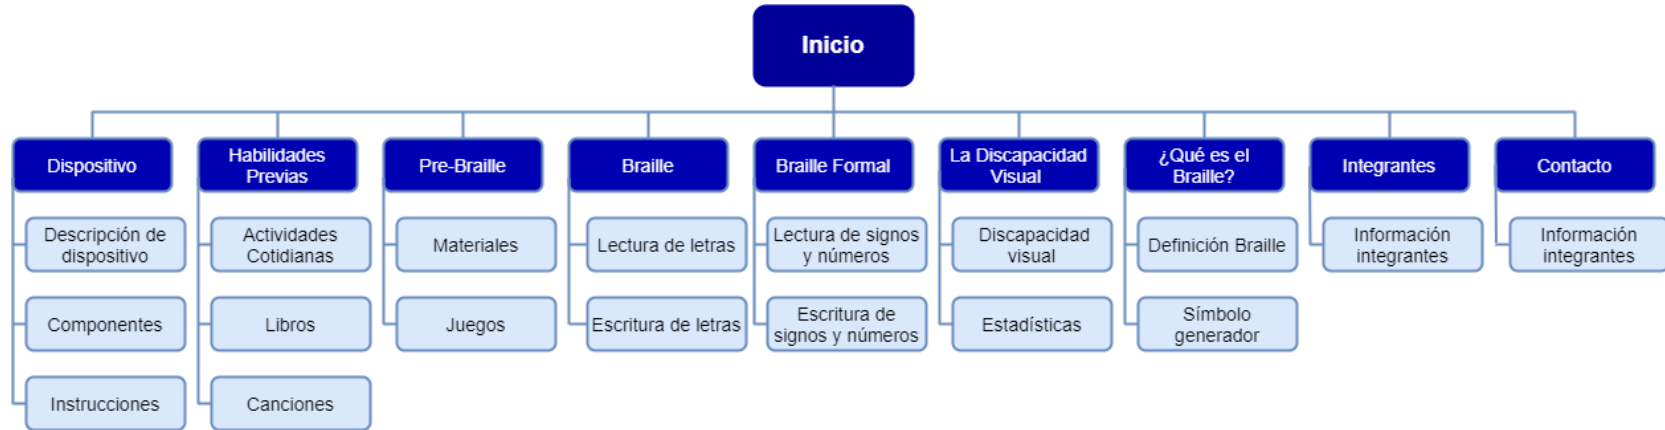 Inicio
Dispositivo
Habilidades
Previas
Pre-Braille
Braille
Braille Formal
La Discapacidad
Visual
¿Qué es el
Braille?
Integrantes
Contacto
Descripción de
dispositivo
Actividades
Cotidianas
Materiales
Lectura de letras
Lectura de signos
y números
Discapacidad
visual
Definición Braille
Información
integrantes
Información
integrantes
Componentes
Libros
Juegos
Escritura de letras
Escritura de
signos y números
Estadísticas
Símbolo
generador
Instrucciones
Canciones